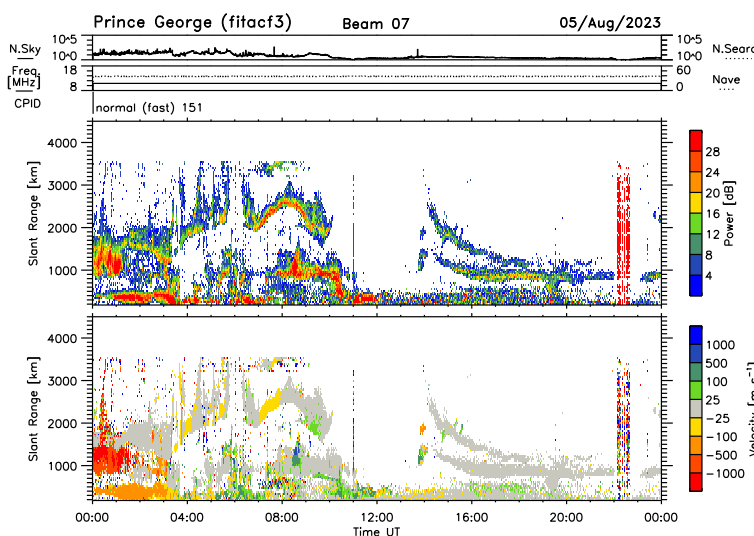 Prince George (fitacf3) Beam 07 05/Aug/2023
10^5 10^5
N.Sky 10^0 10^0 N.Searc
Freq. 18 60
[MHz] 8 0 Nave
CPID normal (fast) 151
Slant Range [km]
4000
3000
2000
1000
Power [dB]
28
24
20
16
12
8
4
Slant Range [km]
4000
3000
2000
1000
Velocity [m s^-1]
1000
500
100
25
-25
-100
-500
-1000
00:00 04:00 08:00 12:00 16:00 20:00 00:00
Time UT